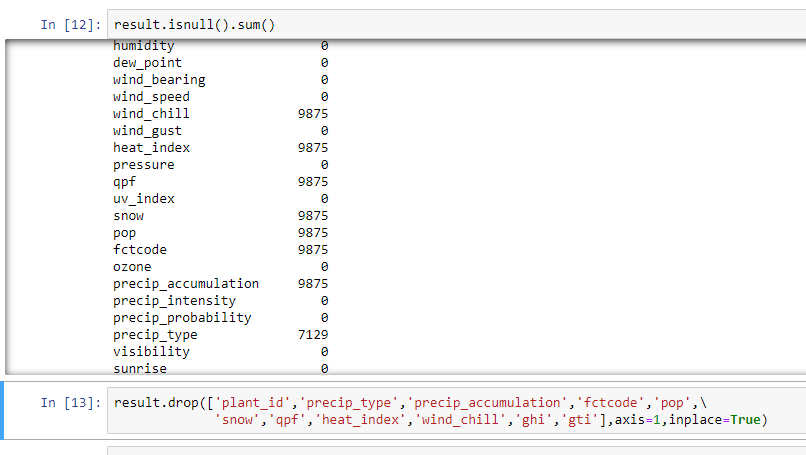 In [12]: result.isnull().sum()
humidity 0
dew_point 0
wind_bearing 0
wind_speed 0
wind_chill 9875
wind_gust 0
heat_index 9875
pressure 0
qpf 9875
uv_index 0
snow 9875
pop 9875
fctcode 9875
ozone 0
precip_accumulation 9875
precip_intensity 0
precip_probability 0
precip_type 7129
visibility 0
sunrise 0
In [13]: result.drop(['plant_id','precip_type','precip_accumulation','fctcode','pop',\
'snow','qpf','heat_index','wind_chill','ghi','gti'],axis=1,inplace=True)